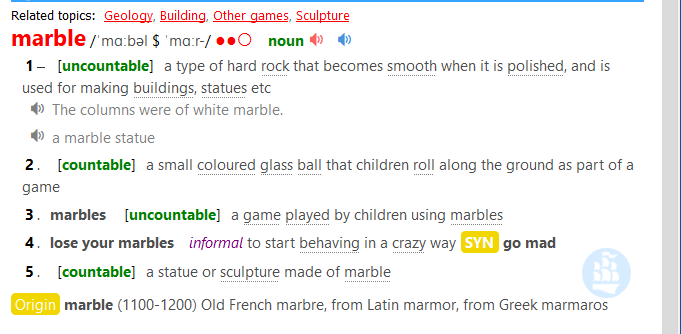 Related topics: Geology, Building, Other games, Sculpture
marble /ˈmɑːbəl $ ˈmɑːr-/ ●●○ noun
1 – [uncountable] a type of hard rock that becomes smooth when it is polished, and is
used for making buildings, statues etc
The columns were of white marble.
a marble statue
2 . [countable] a small coloured glass ball that children roll along the ground as part of a
game
3 . marbles [uncountable] a game played by children using marbles
4 . lose your marbles informal to start behaving in a crazy way SYN go mad
5 . [countable] a statue or sculpture made of marble
Origin marble (1100-1200) Old French marbre, from Latin marmor, from Greek marmaros